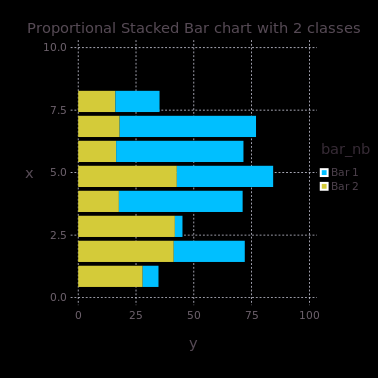 Proportional Stacked Bar chart with 2 classes
10.0
7.5
bar_nb
x
5.0
Bar 1
Bar 2
2.5
0.0
0
25
50
75
100
y